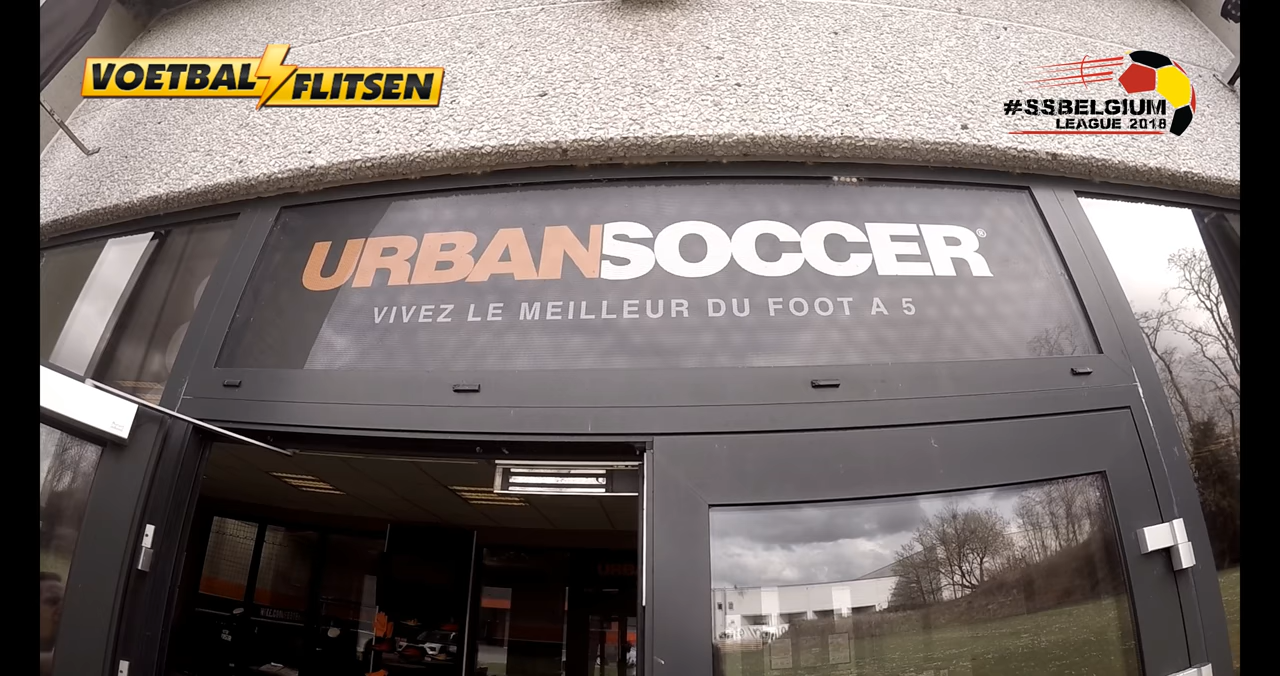 VOETBAL FLITSEN
#SSBELGIUM
LEAGUE 2018
URBANSOCCER®
VIVEZ LE MEILLEUR DU FOOT A 5